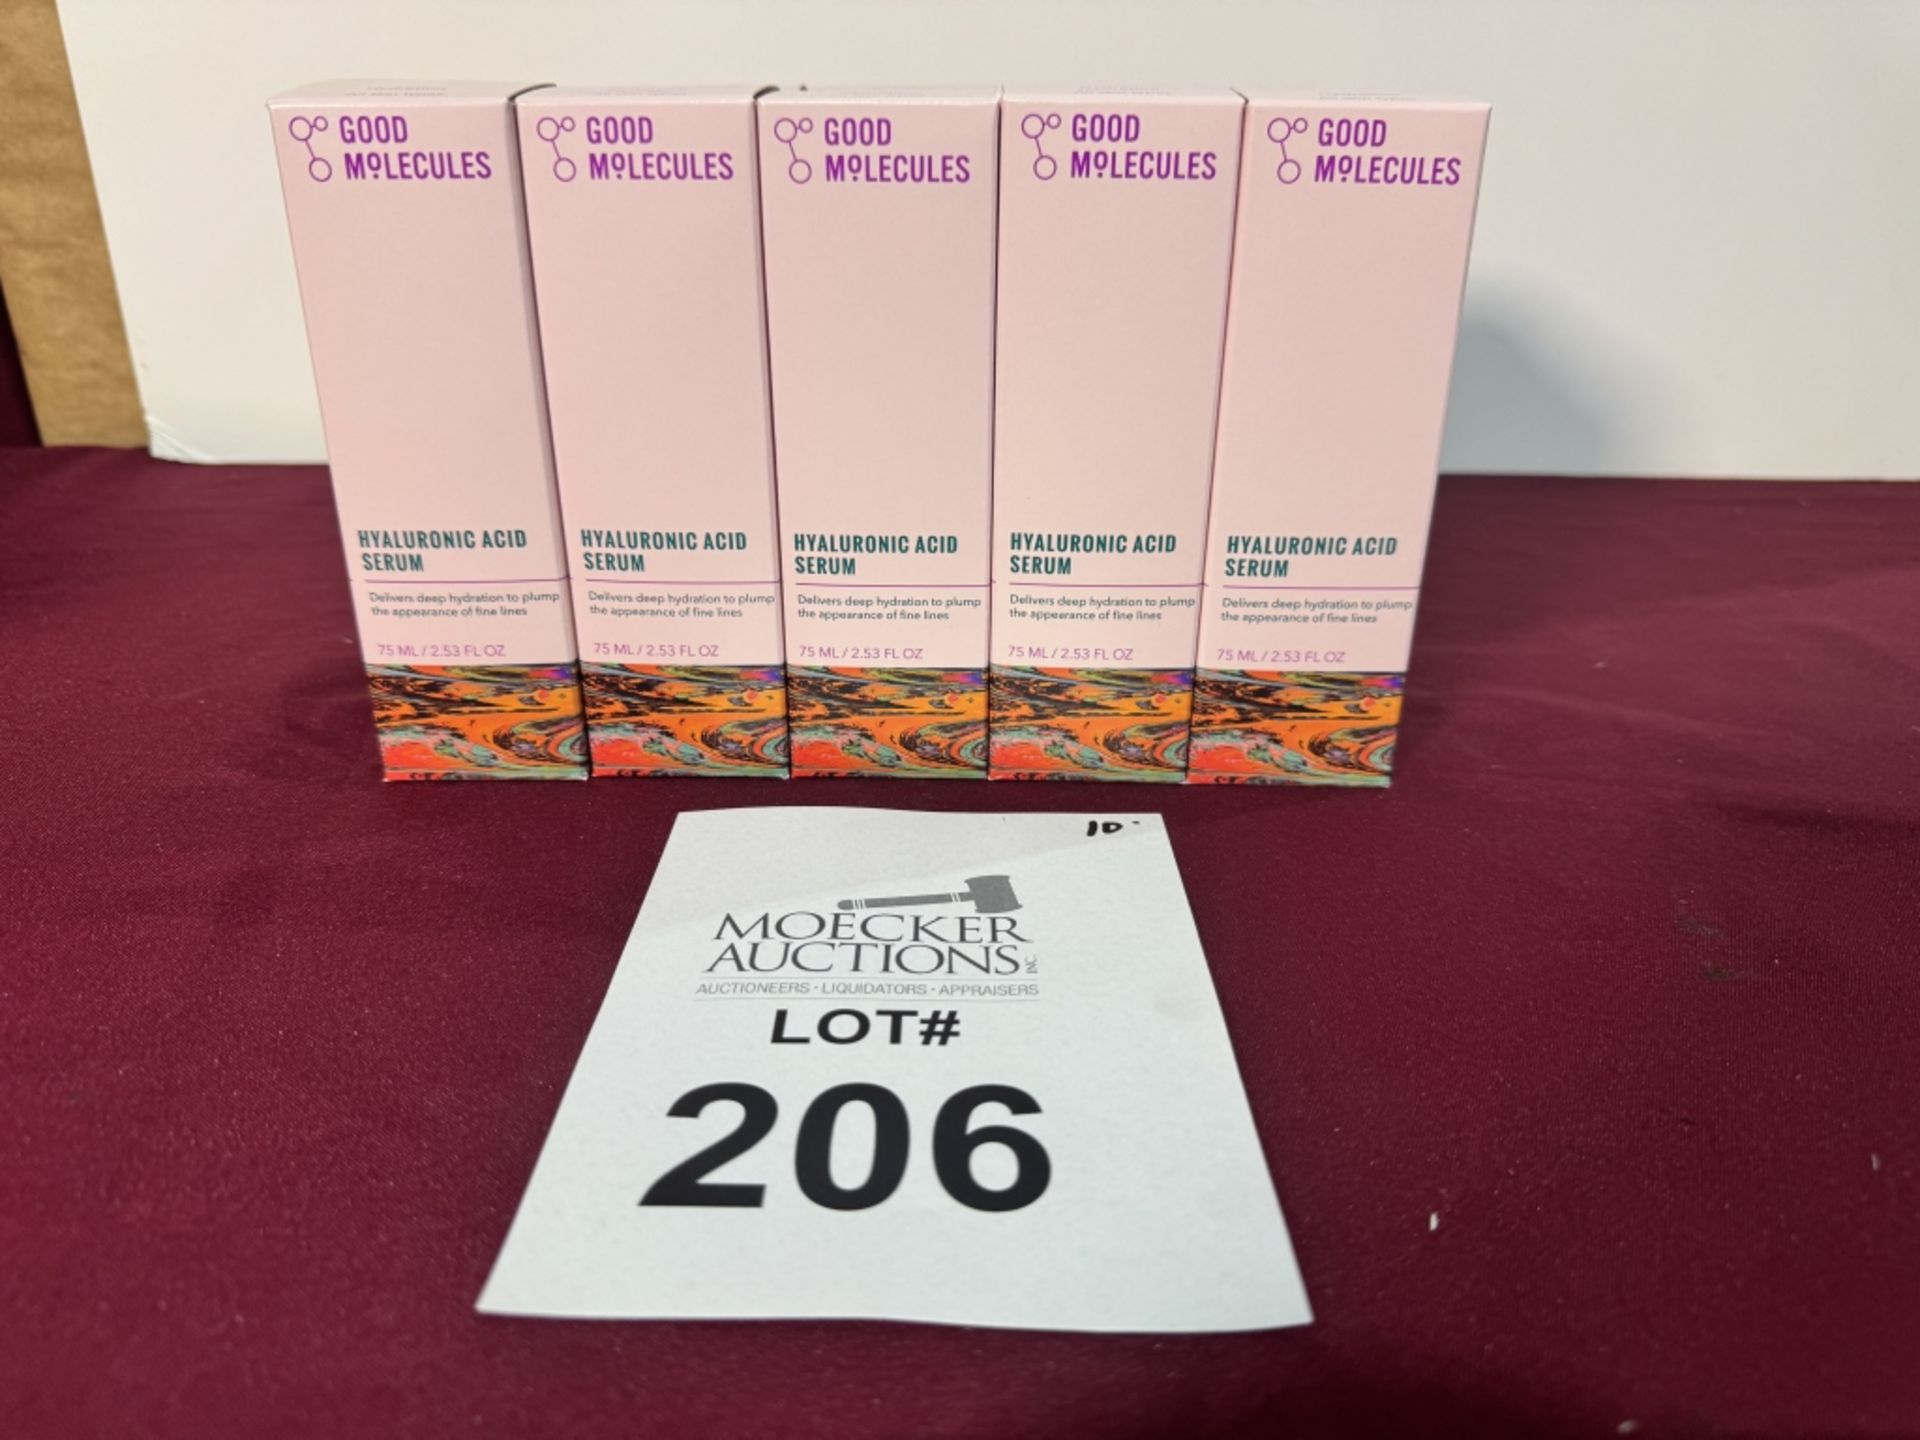 GOOD
MOLECULES
HYALURONIC ACID
SERUM
Delivers deep hydration to plump
the appearance of fine lines
75 ML / 2.53 FL OZ
GOOD
MOLECULES
HYALURONIC ACID
SERUM
Delivers deep hydration to plump
the appearance of fine lines
75 ML / 2.53 FL OZ
GOOD
MOLECULES
HYALURONIC ACID
SERUM
Delivers deep hydration to plump
the appearance of fine lines
75 ML / 2.53 FL OZ
GOOD
MOLECULES
HYALURONIC ACID
SERUM
Delivers deep hydration to plump
the appearance of fine lines
75 ML / 2.53 FL OZ
GOOD
MOLECULES
HYALURONIC ACID
SERUM
Delivers deep hydration to plump
the appearance of fine lines
75 ML / 2.53 FL OZ
10
MOECKER
AUCTIONS INC.
AUCTIONEERS · LIQUIDATORS · APPRAISERS
LOT#
206